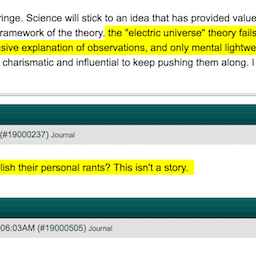 ringe. Science will stick to an idea that has provided value
ramework of the theory. the "electric universe" theory fails
sive explanation of observations, and only mental lightwe
charismatic and influential to keep pushing them along. I
(#19000237) Journal
lish their personal rants? This isn't a story.
06:03AM (#19000505) Journal